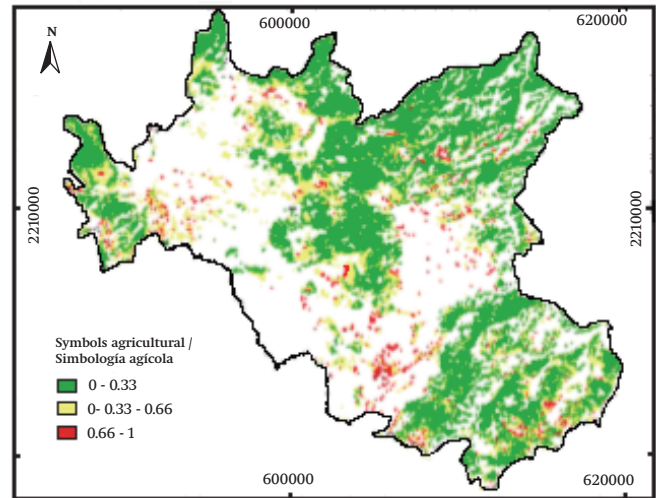 600000
620000
N
2210000
2210000
Symbols agricultural /
Simbología agícola
0 - 0.33
0- 0.33 - 0.66
0.66 - 1
600000
620000